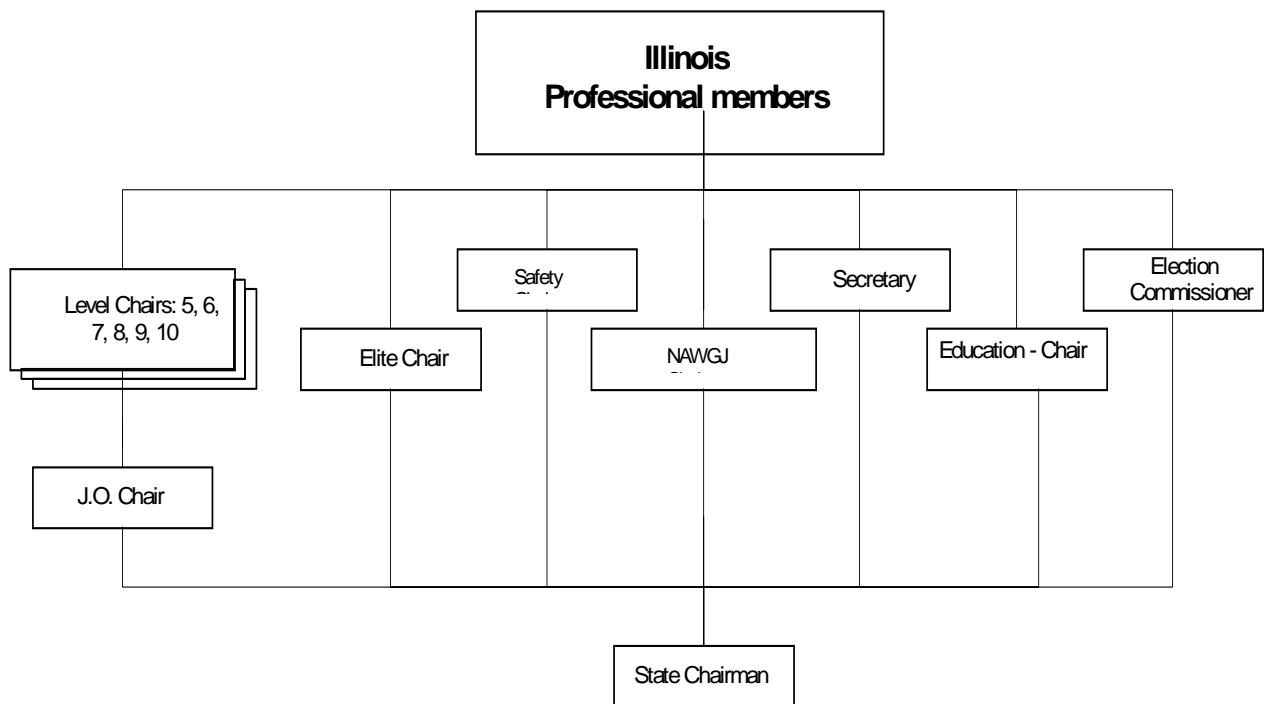 Illinois
Professional members
Safety
Secretary
Election
Commissioner
Level Chairs: 5, 6,
7, 8, 9, 10
Elite Chair
NAWGJ
Education - Chair
J.O. Chair
State Chairman